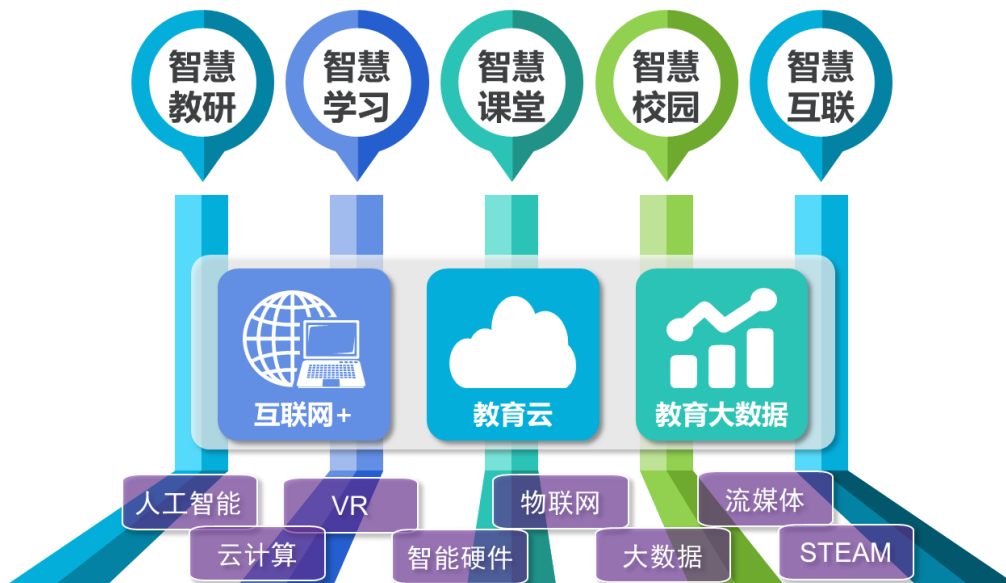 智慧
教研
智慧
学习
智慧
课堂
智慧
校园
智慧
互联
互联网+
教育云
教育大数据
人工智能
VR
物联网
流媒体
云计算
智能硬件
大数据
STEAM